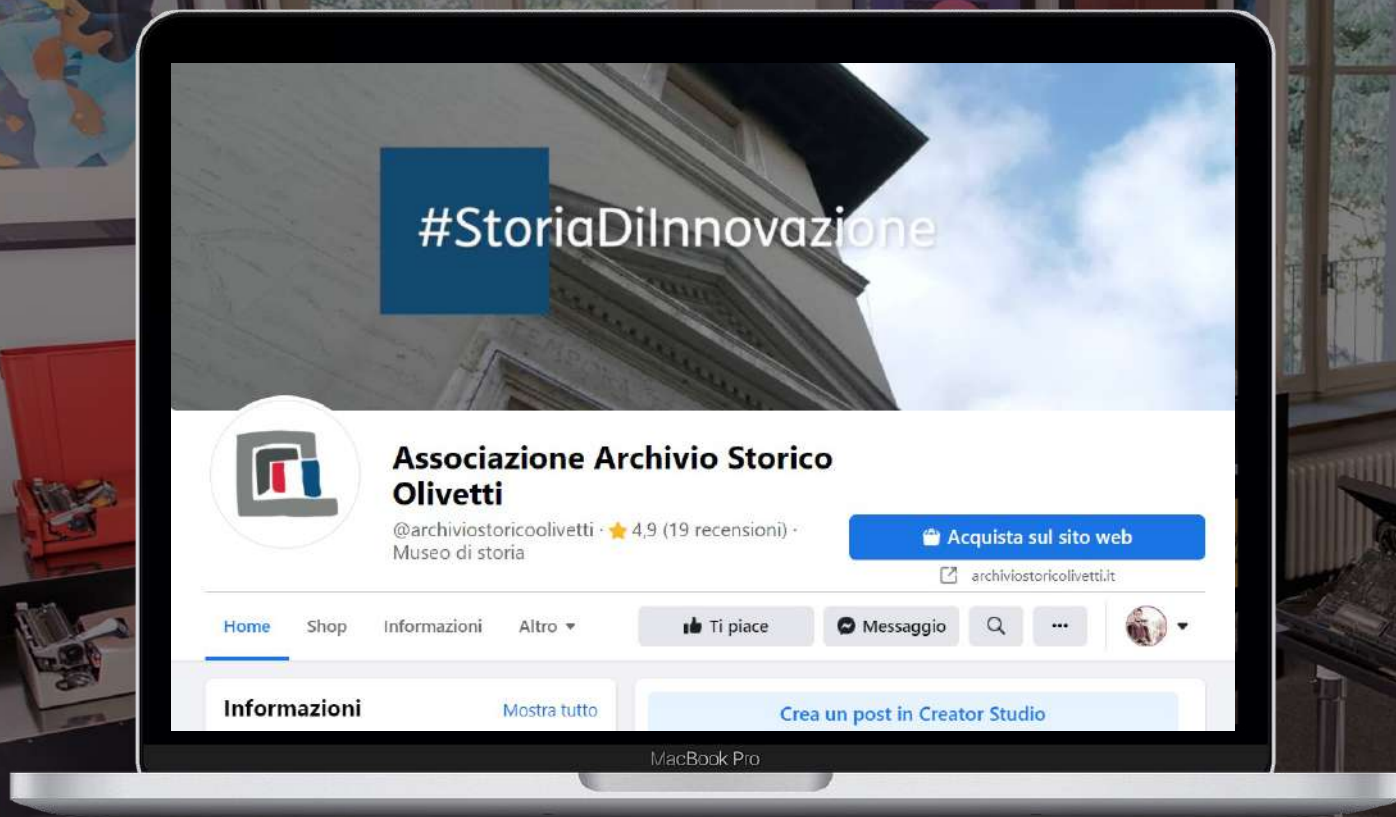 #StoriaDiInnovazione
TEMPORA
Associazione Archivio Storico
Olivetti
@archiviostoricoolivetti · ⭐ 4,9 (19 recensioni) ·
Museo di storia
Acquista sul sito web
archiviostoricolivetti.it
Home Shop Informazioni Altro
Ti piace Messaggio ...
Informazioni Mostra tutto
Crea un post in Creator Studio
MacBook Pro